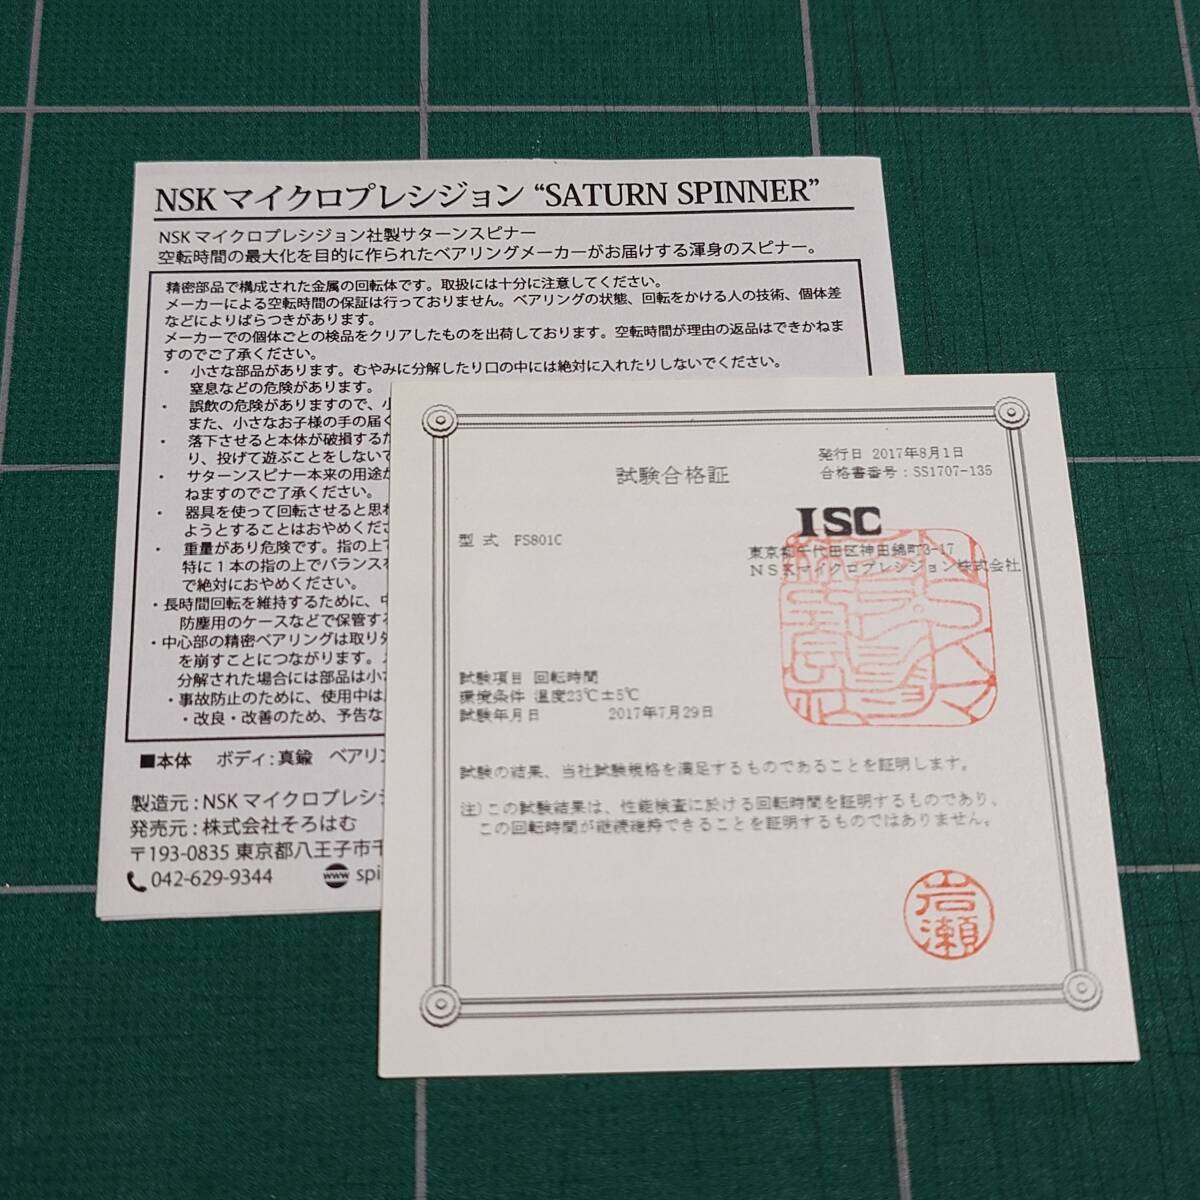 NSKマイクロプレシジョン“SATURN SPINNER”
NSKマイクロプレシジョン社製サターンスピナー
空転時間の最大化を目的に作られたベアリングメーカーがお届けする渾身のスピナー。
精密部品で構成された金属の回転体です。取扱には十分に注意してください。
メーカーによる空転時間の保証は行っておりません。ベアリングの状態、回転をかける人の技術、個体差
などによりばらつきがあります。
メーカーでの個体ごとの検品をクリアしたものを出荷しております。空転時間が理由の返品はできかねま
すのでご了承ください。
・ 小さな部品があります。むやみに分解したり口の中には絶対に入れたりしないでください。
窒息などの危険があります。
・ 誤飲の危険がありますので、小
また、小さなお子様の手の届く
・ 落下させると本体が破損するた
り、投げて遊ぶことをしないで
・ サターンスピナー本来の用途か
ねますのでご了承ください。
・ 器具を使って回転させると思わ
ようとすることはおやめくださ
・ 重量があり危険です。指の上で
特に1本の指の上でバランスを
で絶対におやめください。
・長時間回転を維持するために、中
防塵用のケースなどで保管する
・中心部の精密ベアリングは取り外
を崩すことにつながります。
分解された場合には部品は小さ
・事故防止のために、使用中は
・改良・改善のため、予告な
■本体 ボディ：真鍮 ベアリン
製造元：NSKマイクロプレシジ
発売元：株式会社そろはむ
〒193-0835 東京都八王子市千
042-629-9344 www spi
試験合格証
発行日 2017年8月1日
合格書番号：SS1707-135
型 式 FS801C
ISC
東京都千代田区神田錦町3-17
NSKマイクロプレシジョン株式会社
試験項目 回転時間
環境条件 温度23℃±5℃
試験年月日 2017年7月29日
試験の結果、当社試験規格を満足するものであることを証明します。
注)この試験結果は、性能検査に於ける回転時間を証明するものであり、
この回転時間が継続維持できることを証明するものではありません。
岩瀬